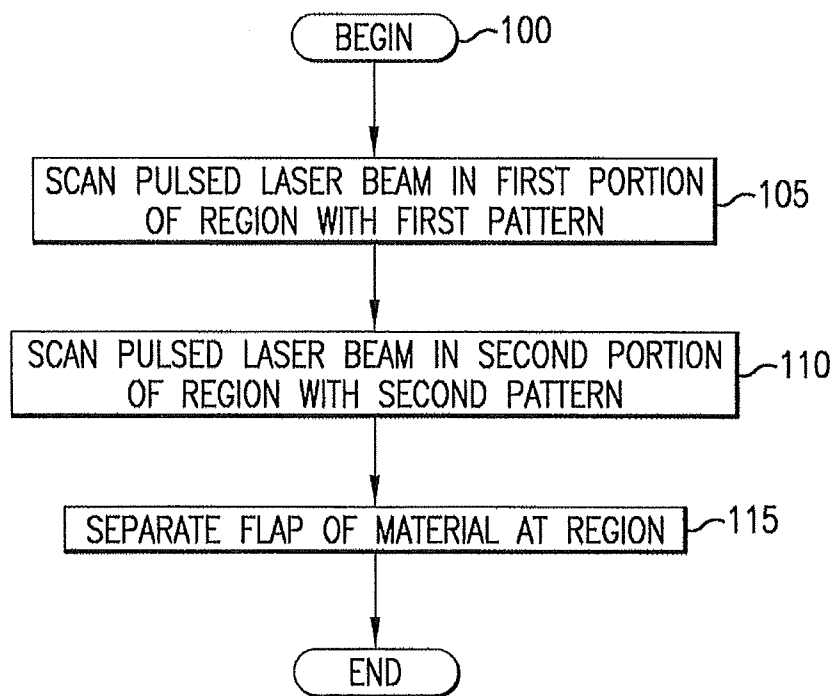 BEGIN 100
SCAN PULSED LASER BEAM IN FIRST PORTION
OF REGION WITH FIRST PATTERN
105
SCAN PULSED LASER BEAM IN SECOND PORTION
OF REGION WITH SECOND PATTERN
110
SEPARATE FLAP OF MATERIAL AT REGION 115
END